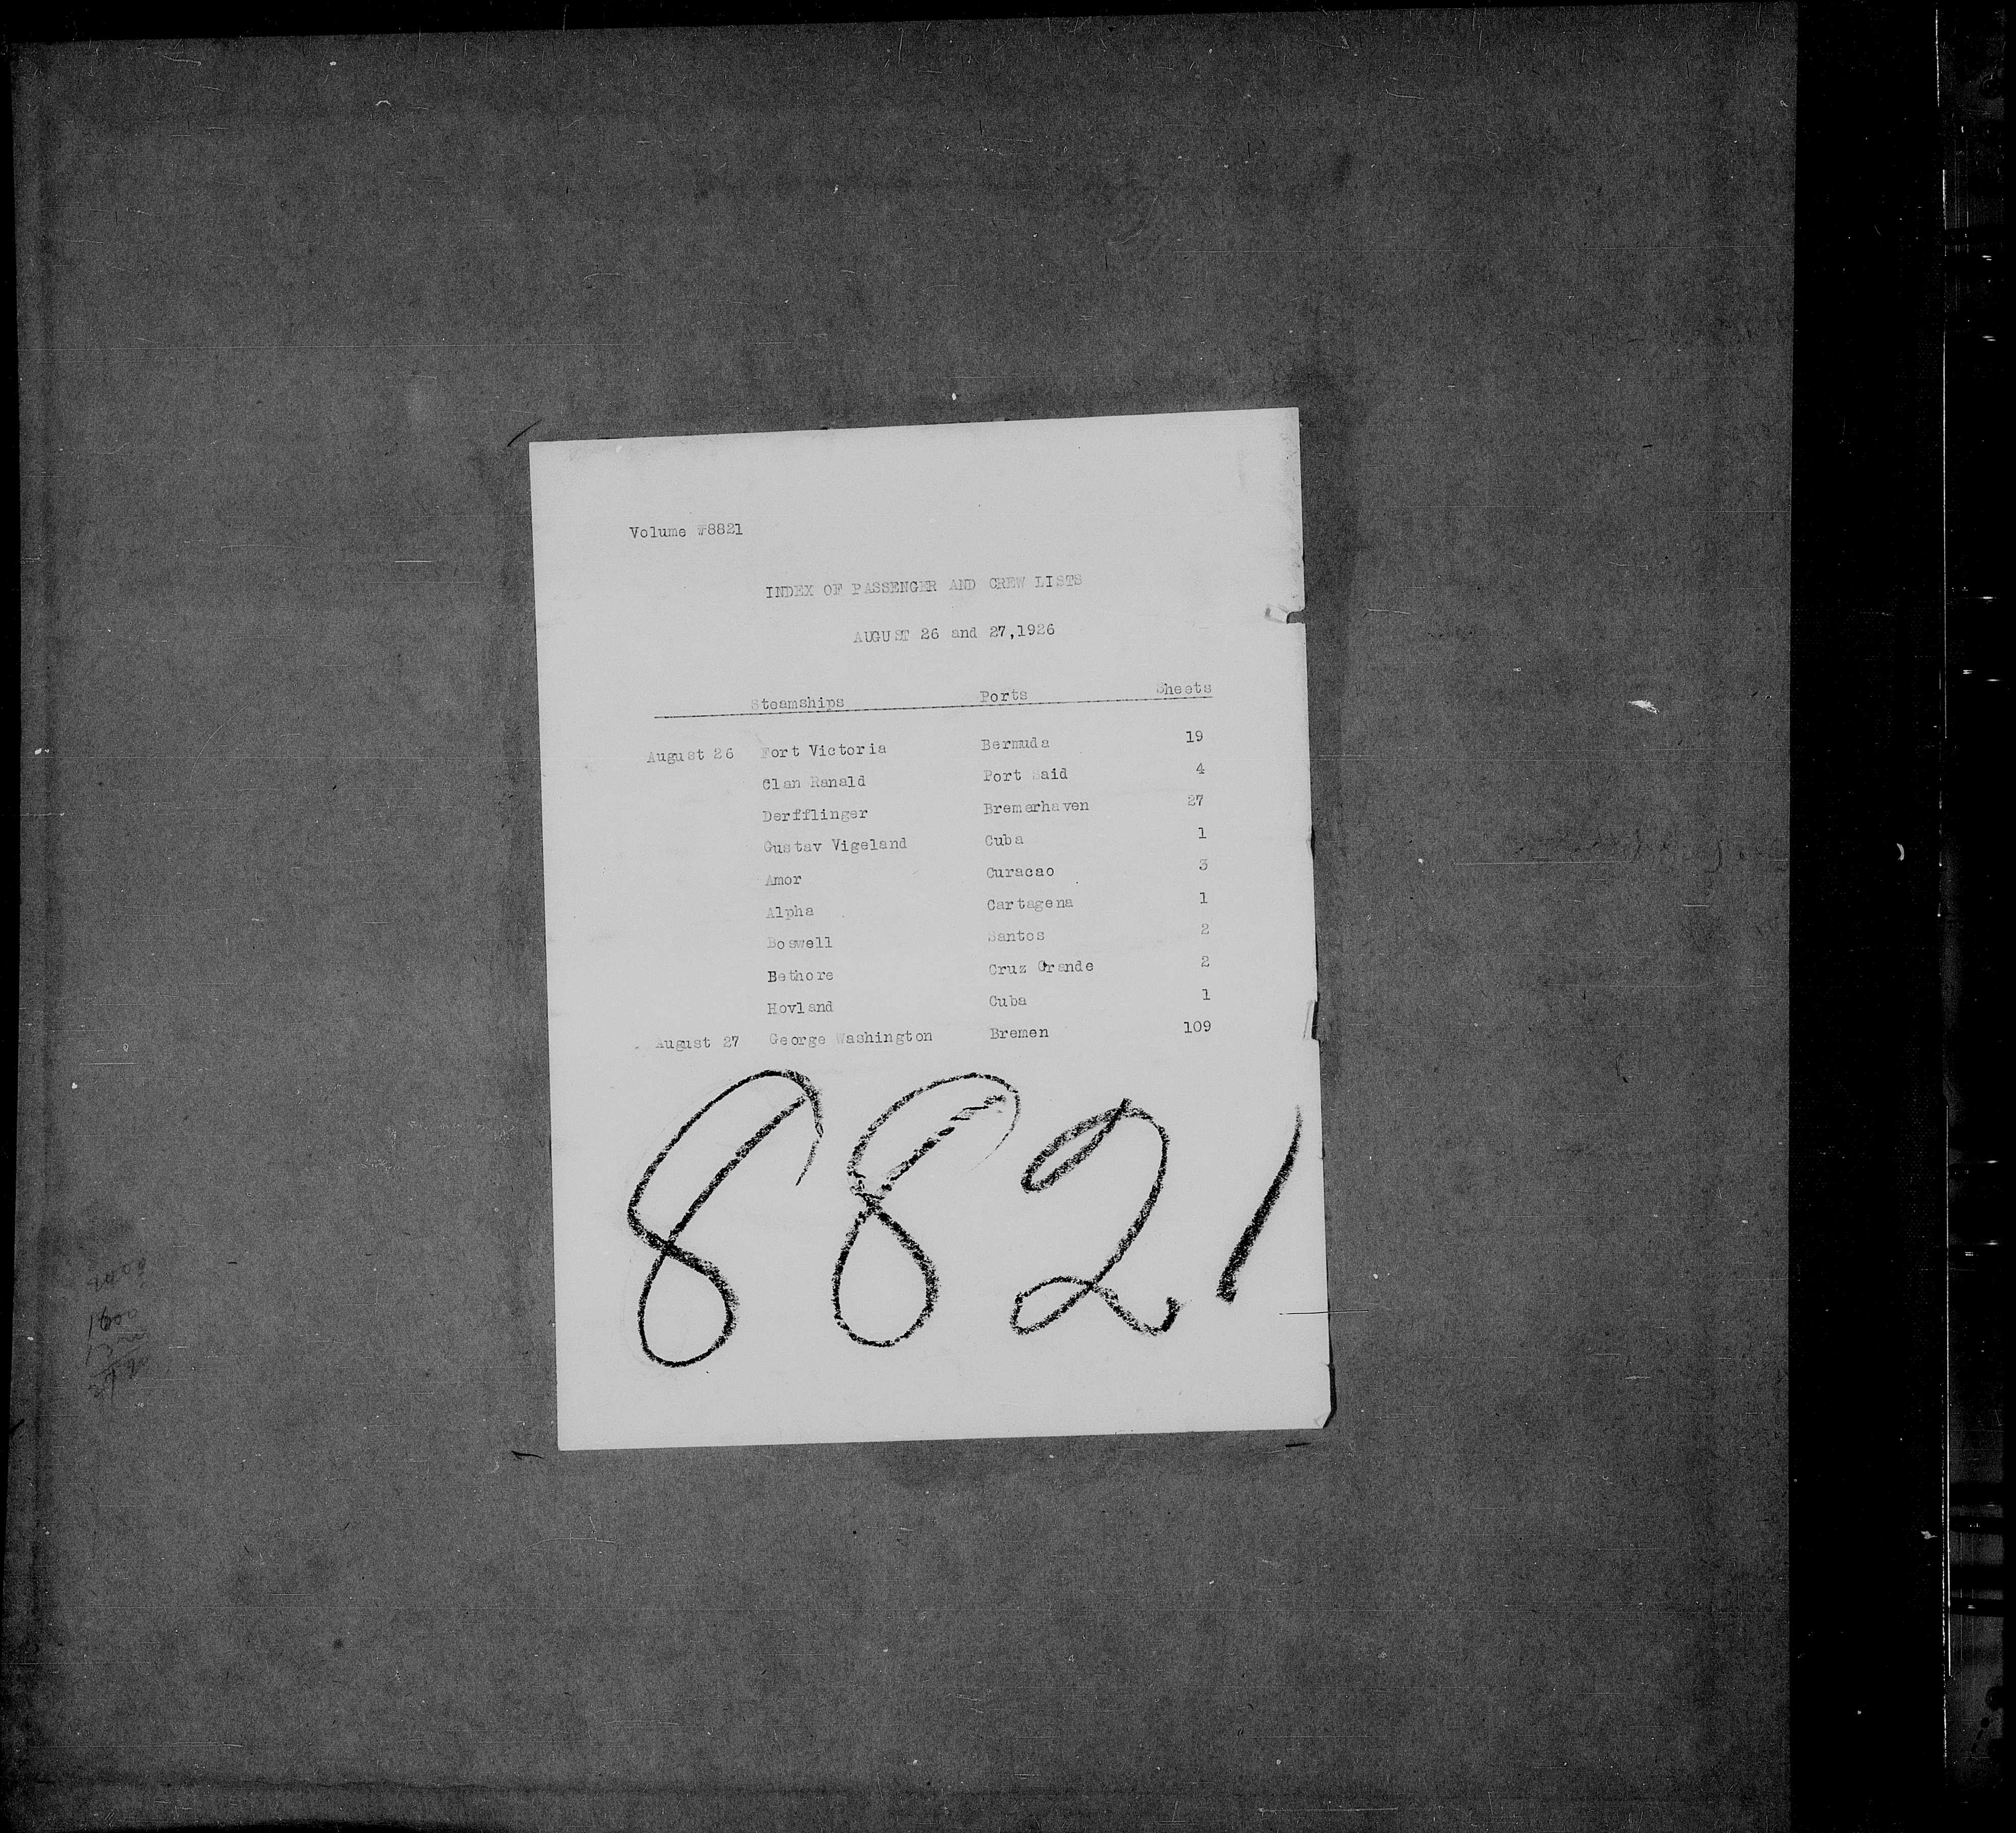 Volume #8821
INDEX OF PASSENGER AND CREW LISTS
AUGUST 26 and 27,1926
Steamships Ports Sheets
August 26 Fort Victoria Bermuda 19
Clan Ranald Port Said 4
Derfflinger Bremerhaven 27
Gustav Vigeland Cuba 1
Amor Curacao 3
Alpha Cartagena 1
Boswell Santos 2
Bethore Cruz Grande 2
Hovland Cuba 1
August 27 George Washington Bremen 109
8821
1600